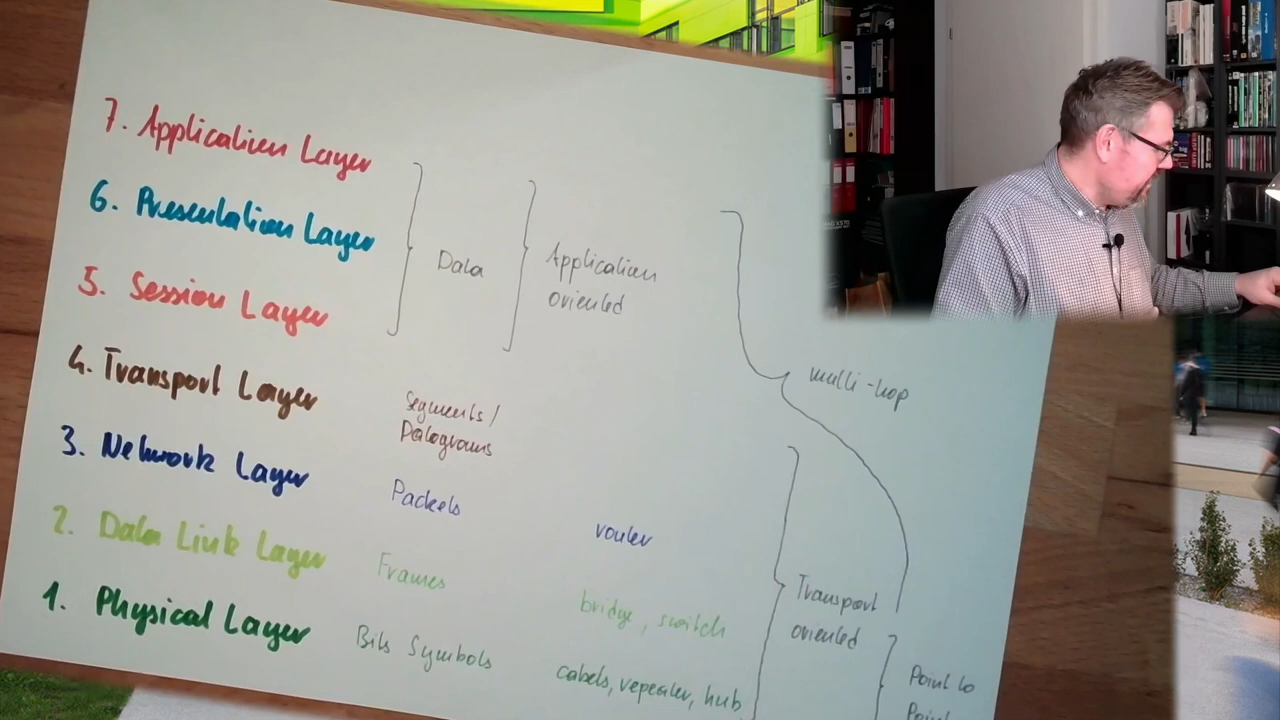 7. Application Layer
6. Presentation Layer
5. Session Layer
Data
Application
oriented
4. Transport Layer
Segments /
Datograms
multi-hop
3. Network Layer
Packets
router
2. Data Link Layer
Frames
bridge, switch
Transport
oriented
1. Physical Layer
Bits Symbols
cabels, repeater, hub
Point to
Point